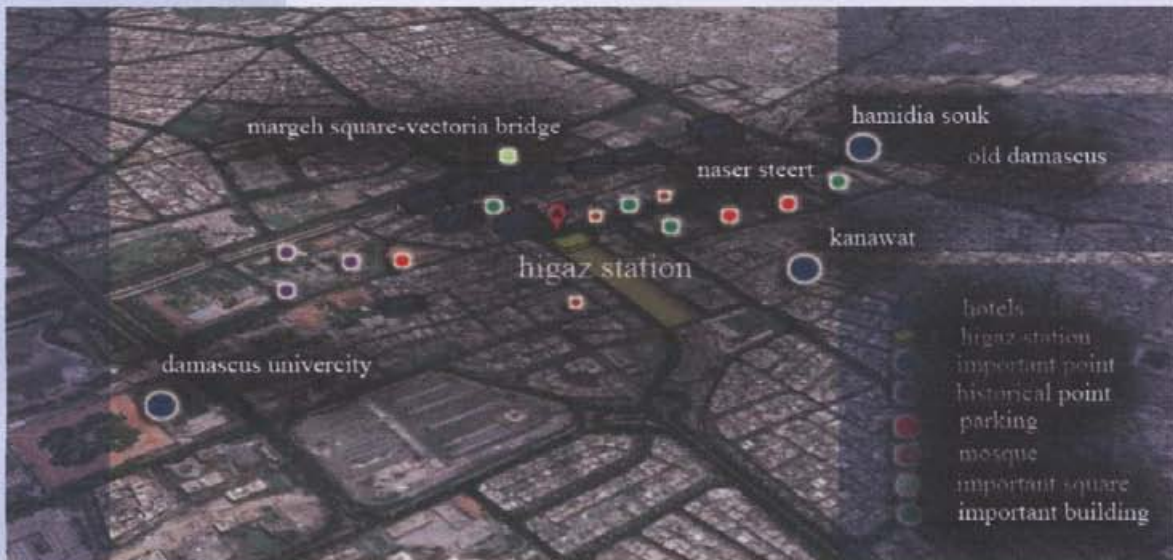 margeh square-vectoria bridge
hamidia souk
old damascus
naser steert
kanawat
higaz station
damascus univercity
hotels
higaz station
important point
historical point
parking
mosque
important square
important building